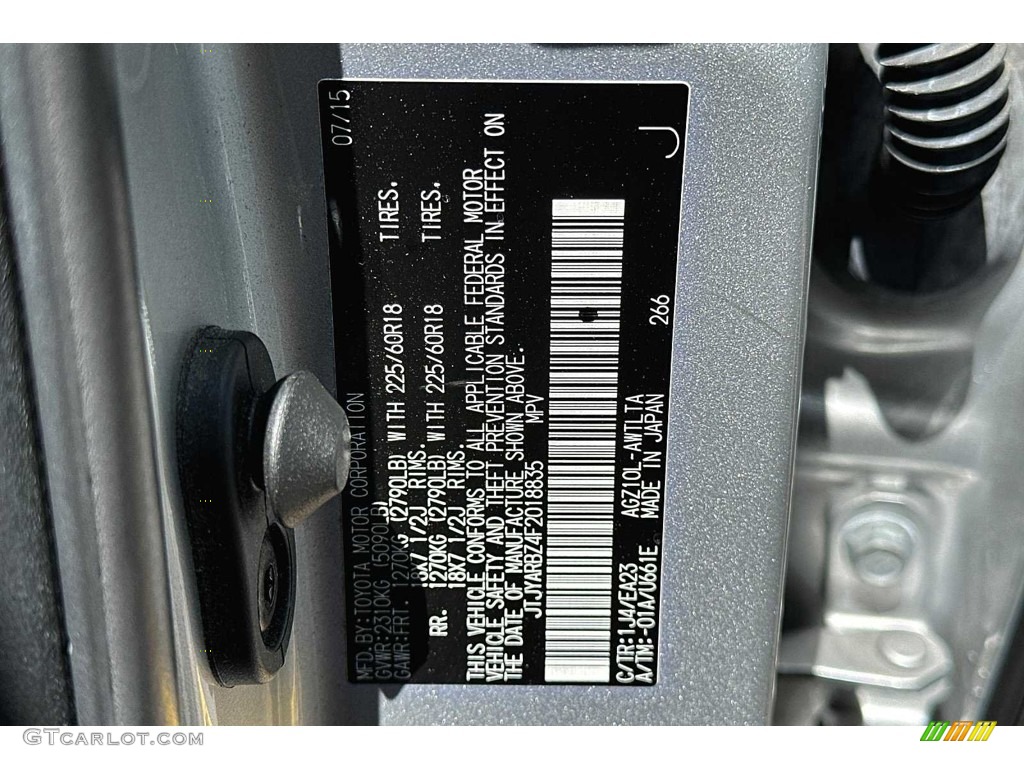 MFD.BY:TOYOTA MOTOR CORPORATION 07/15
GVWR:2310KG (5090LB)
GAWR:FRT. 1270KG (2790LB) WITH 225/60R18 TIRES.
18X7 1/2J RIMS.
RR. 1270KG (2790LB) WITH 225/60R18 TIRES.
18X7 1/2J RIMS.
THIS VEHICLE CONFORMS TO ALL APPLICABLE FEDERAL MOTOR
VEHICLE SAFETY AND THEFT PREVENTION STANDARDS IN EFFECT ON
THE DATE OF MANUFACTURE SHOWN ABOVE.
JTJYARBZ4F2018835 MPV
C/TR:1J4/EA23 AGZ10L-AWTLTA 266
A/TM:-01A/U661E MADE IN JAPAN J
GTCARLOT.COM